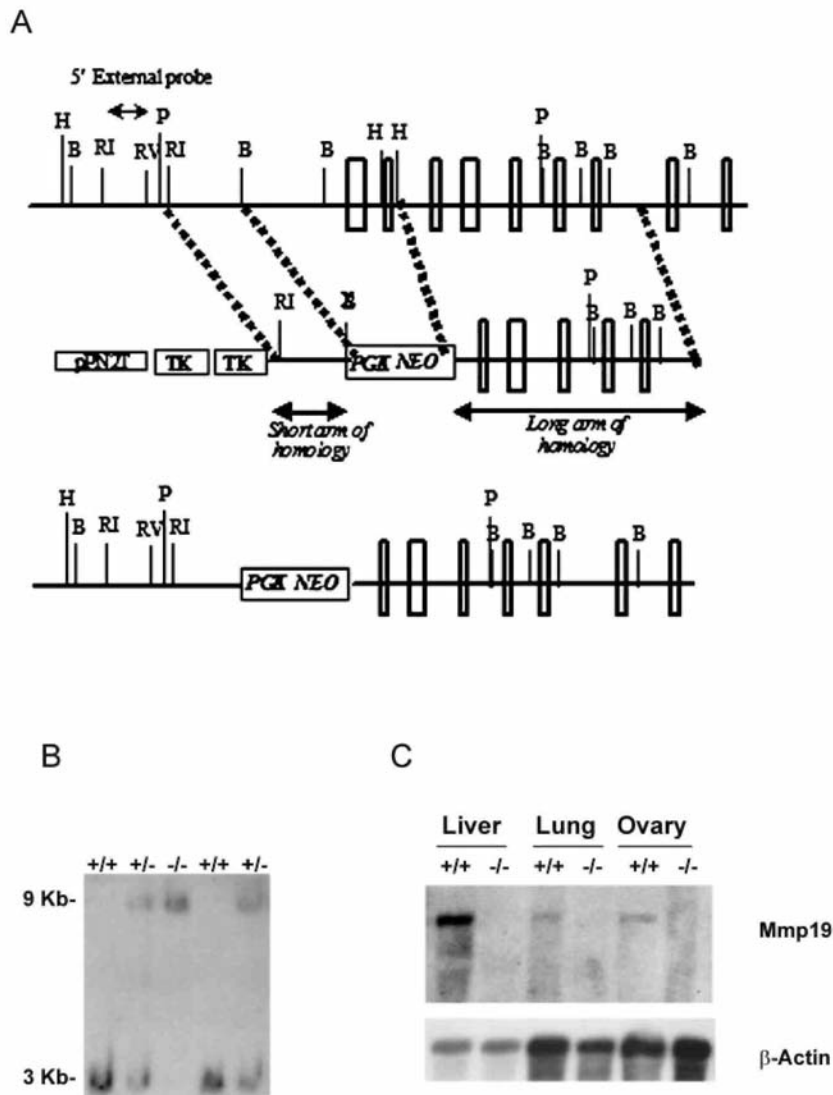 A
5' External probe
H B RI RV P RI B B H H P B B B B
RI P B B B
pPN2T TK TK PGK NEO
Short arm of homology
Long arm of homology
H B RI RV P RI P B B B B
PGK NEO
B
+/+ +/- -/- +/+ +/-
9 Kb-
3 Kb-
C
Liver Lung Ovary
+/+ -/- +/+ -/- +/+ -/-
Mmp19
β-Actin